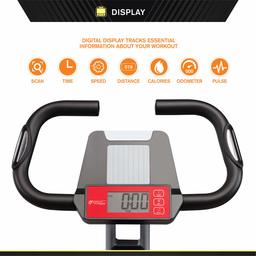 DISPLAY
DIGITAL DISPLAY TRACKS ESSENTIAL
INFORMATION ABOUT YOUR WORKOUT
SCAN
TIME
SPEED
DISTANCE
CALORIES
ODOMETER
PULSE